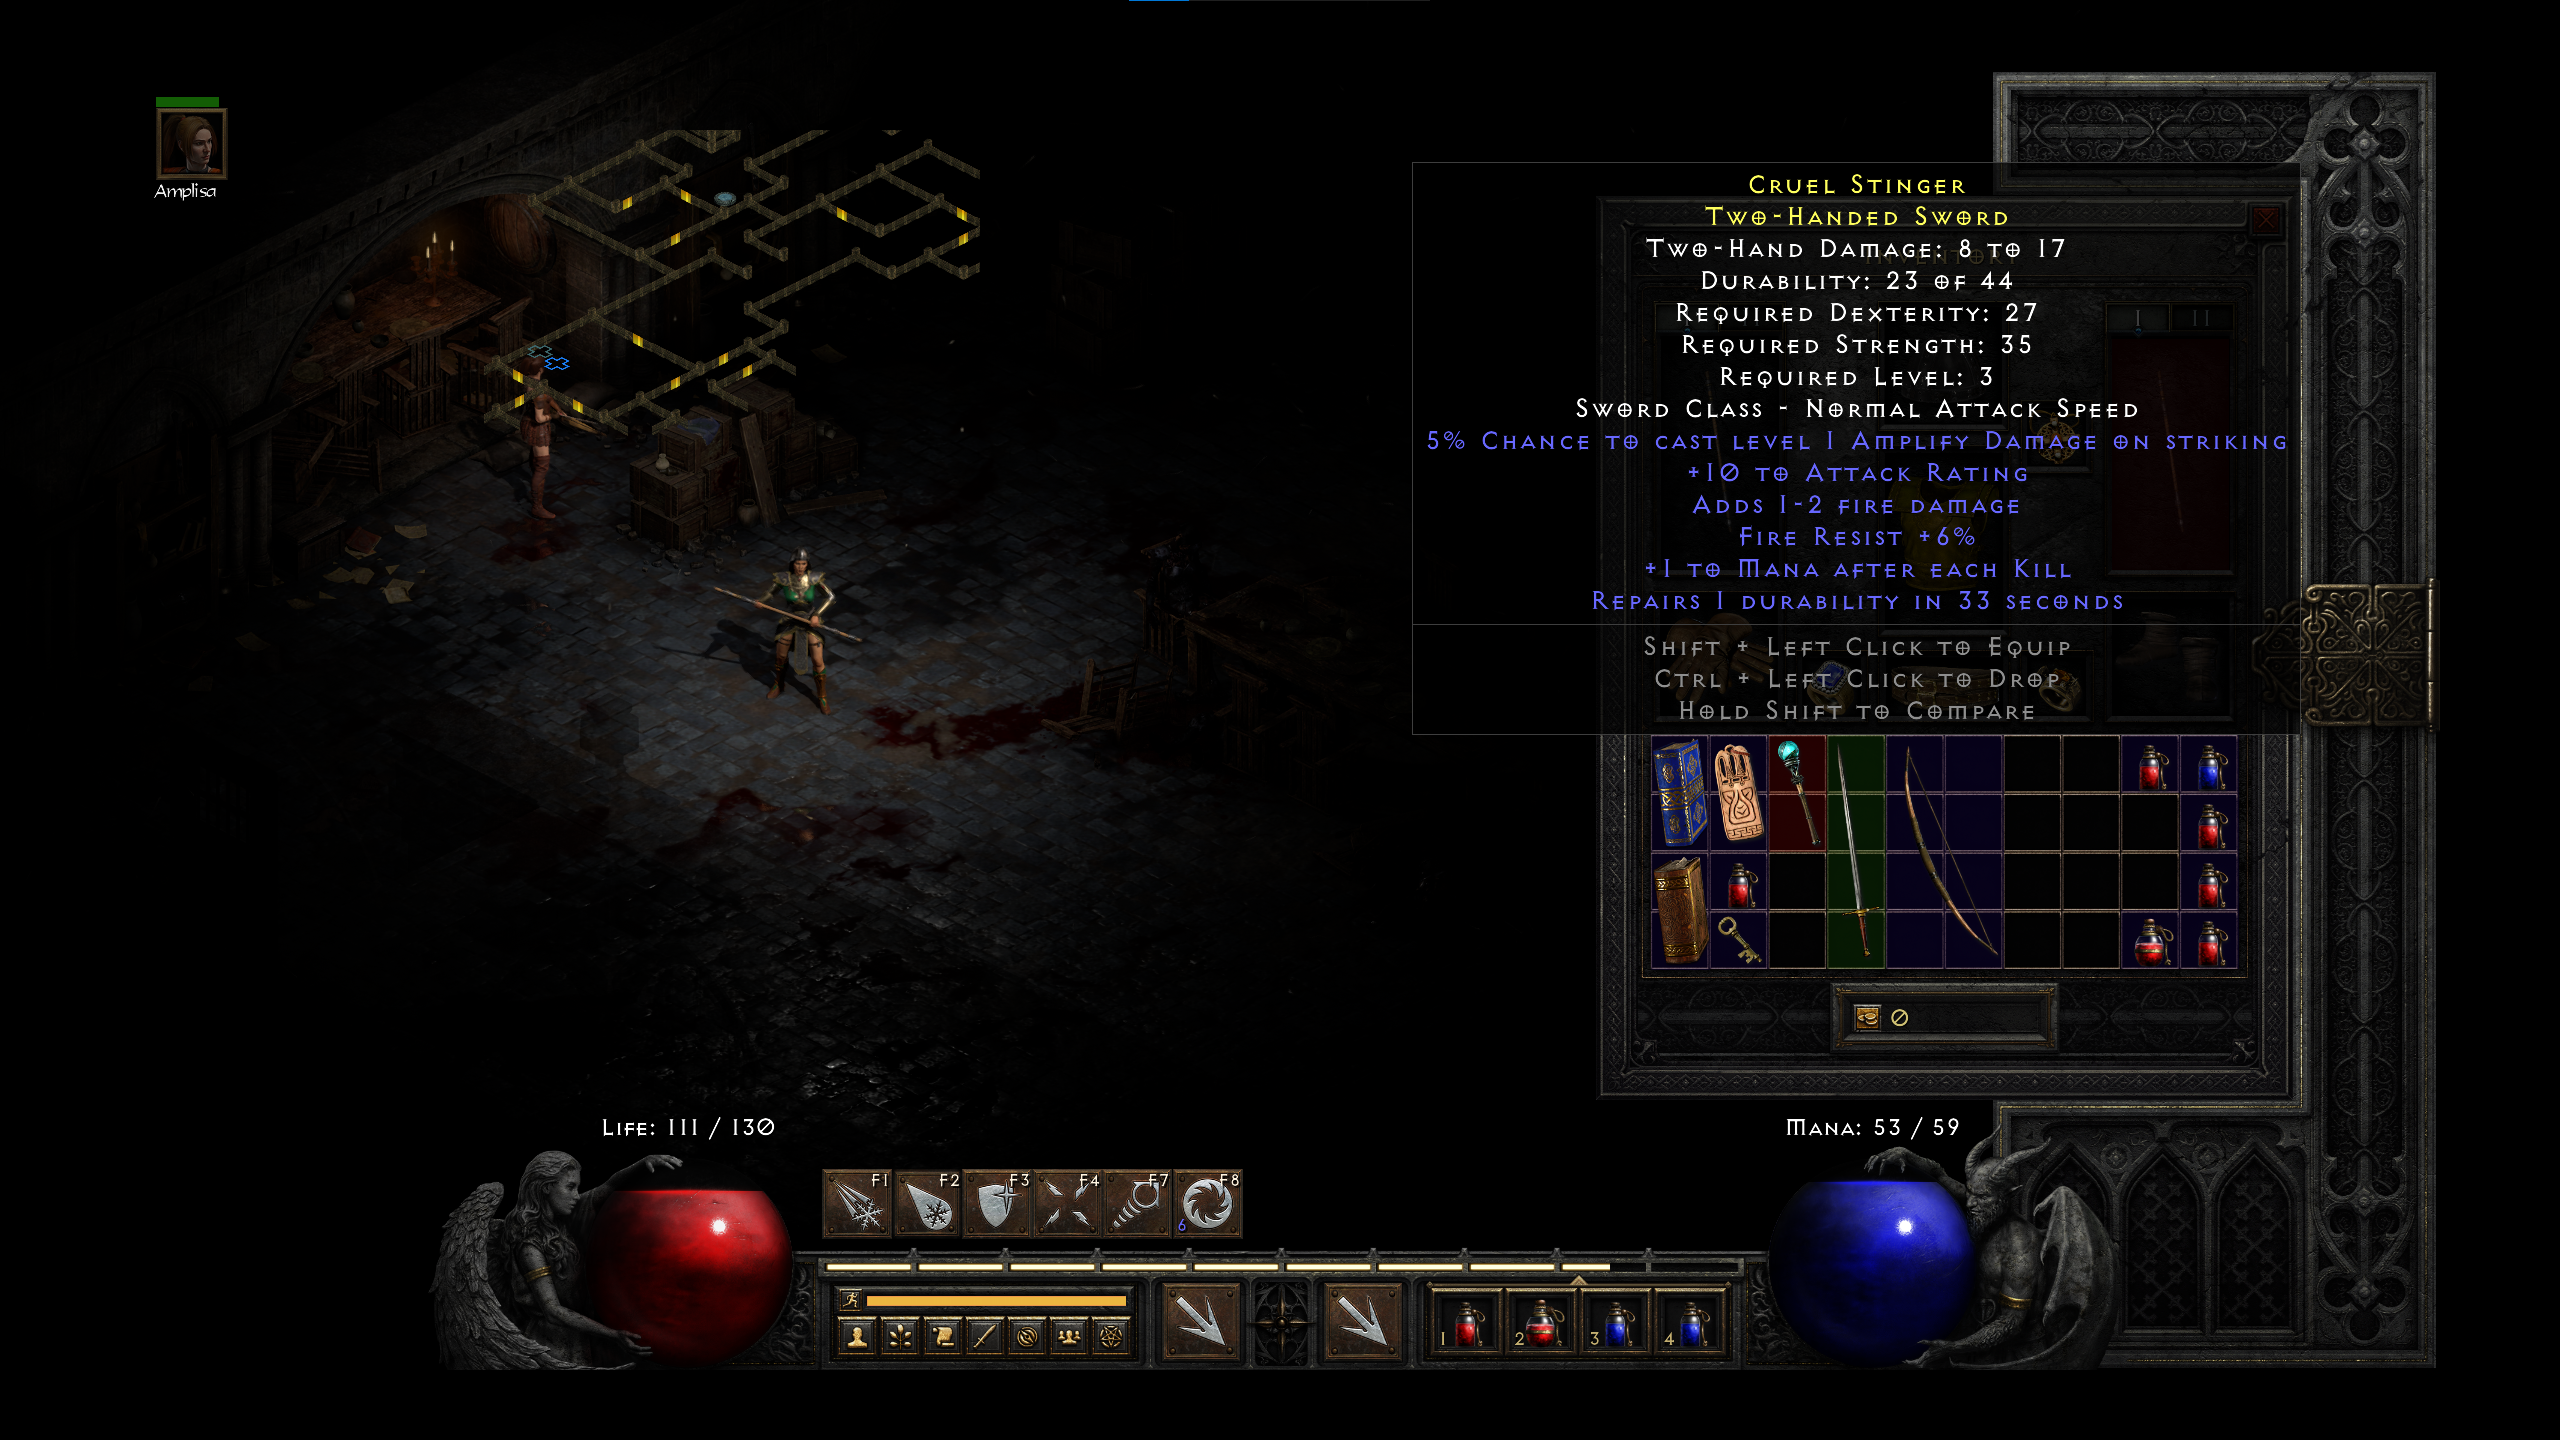 Amplisa
Cruel Stinger
Two-Handed Sword
Two-Hand Damage: 8 to 17
Durability: 23 of 44
Required Dexterity: 27
Required Strength: 35
Required Level: 3
Sword Class - Normal Attack Speed
5% Chance to cast level 1 Amplify Damage on striking
+10 to Attack Rating
Adds 1-2 fire damage
Fire Resist +6%
+1 to Mana after each Kill
Repairs 1 durability in 33 seconds
Shift + Left Click to Equip
Ctrl + Left Click to Drop
Hold Shift to Compare
Inventory
I II
0
Life: 111 / 130
Mana: 53 / 59
F1 F2 F3 F4 F7 F8
6
1 2 3 4